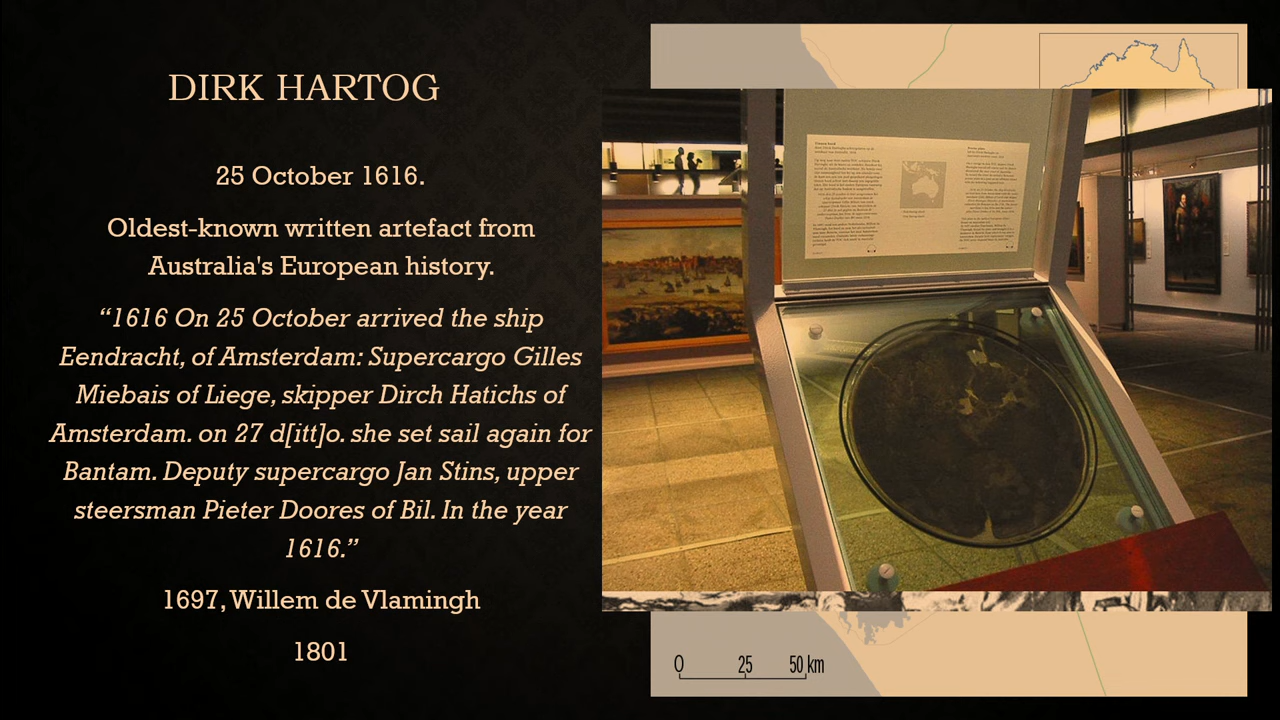 DIRK HARTOG
25 October 1616.
Oldest-known written artefact from
Australia's European history.
“1616 On 25 October arrived the ship
Eendracht, of Amsterdam: Supercargo Gilles
Miebais of Liege, skipper Dirch Hatichs of
Amsterdam. on 27 d[itt]o. she set sail again for
Bantam. Deputy supercargo Jan Stins, upper
steersman Pieter Doores of Bil. In the year
1616.”
1697, Willem de Vlamingh
1801
0 25 50 km